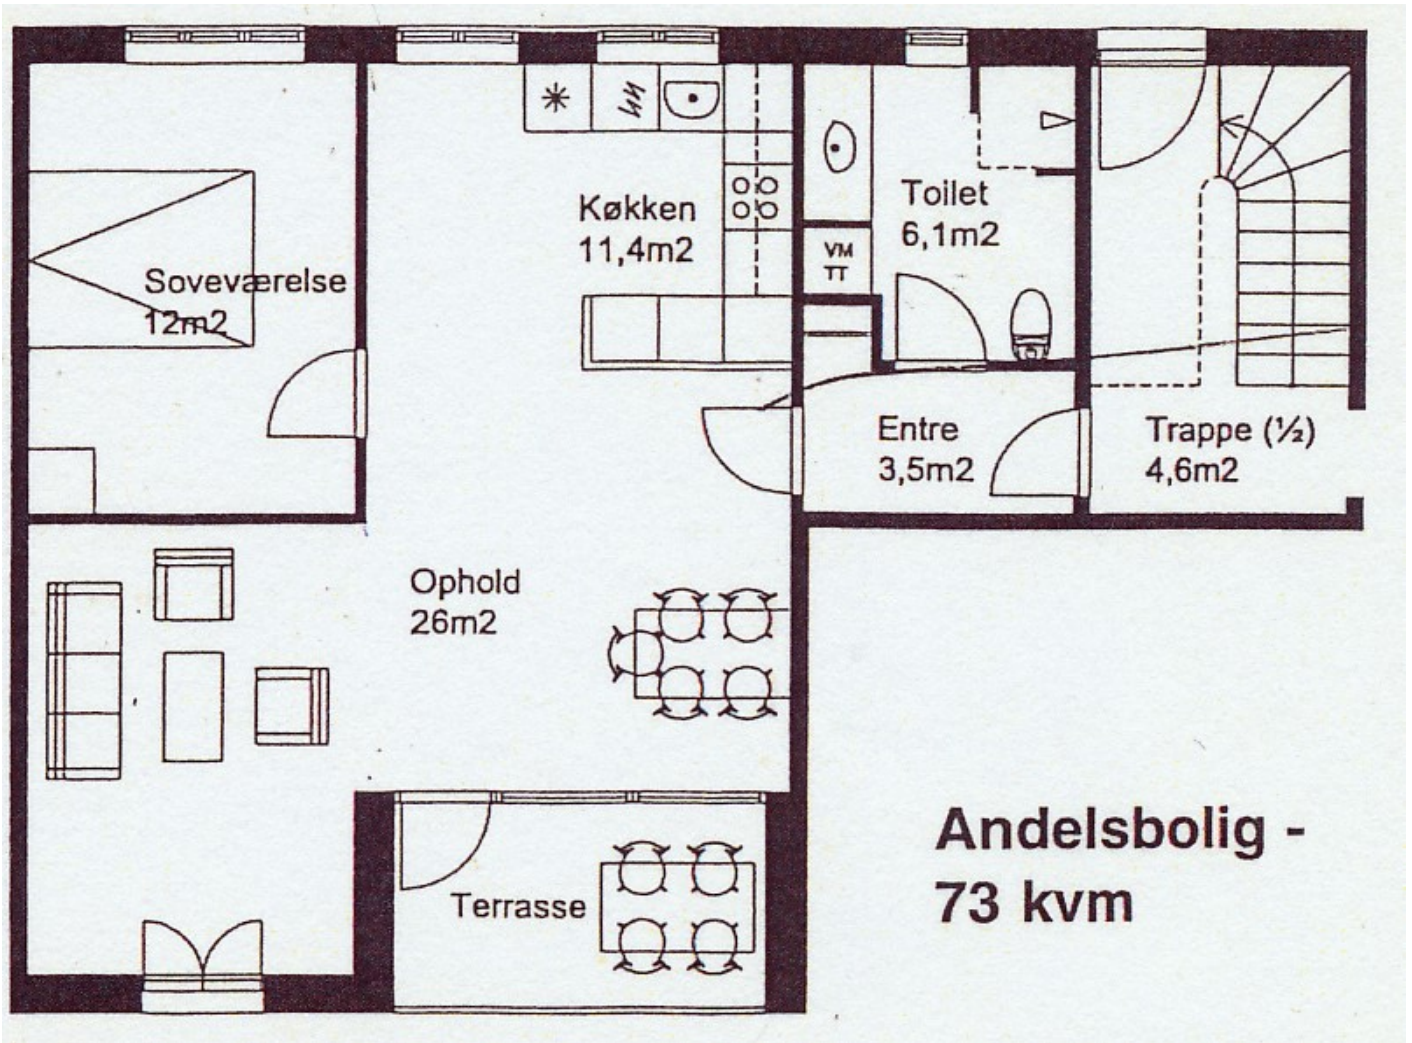 Køkken
11,4m2
Toilet
6,1m2
VM
TT
Soveværelse
12m2
Entre
3,5m2
Trappe (½)
4,6m2
Ophold
26m2
Terrasse
Andelsbolig -
73 kvm